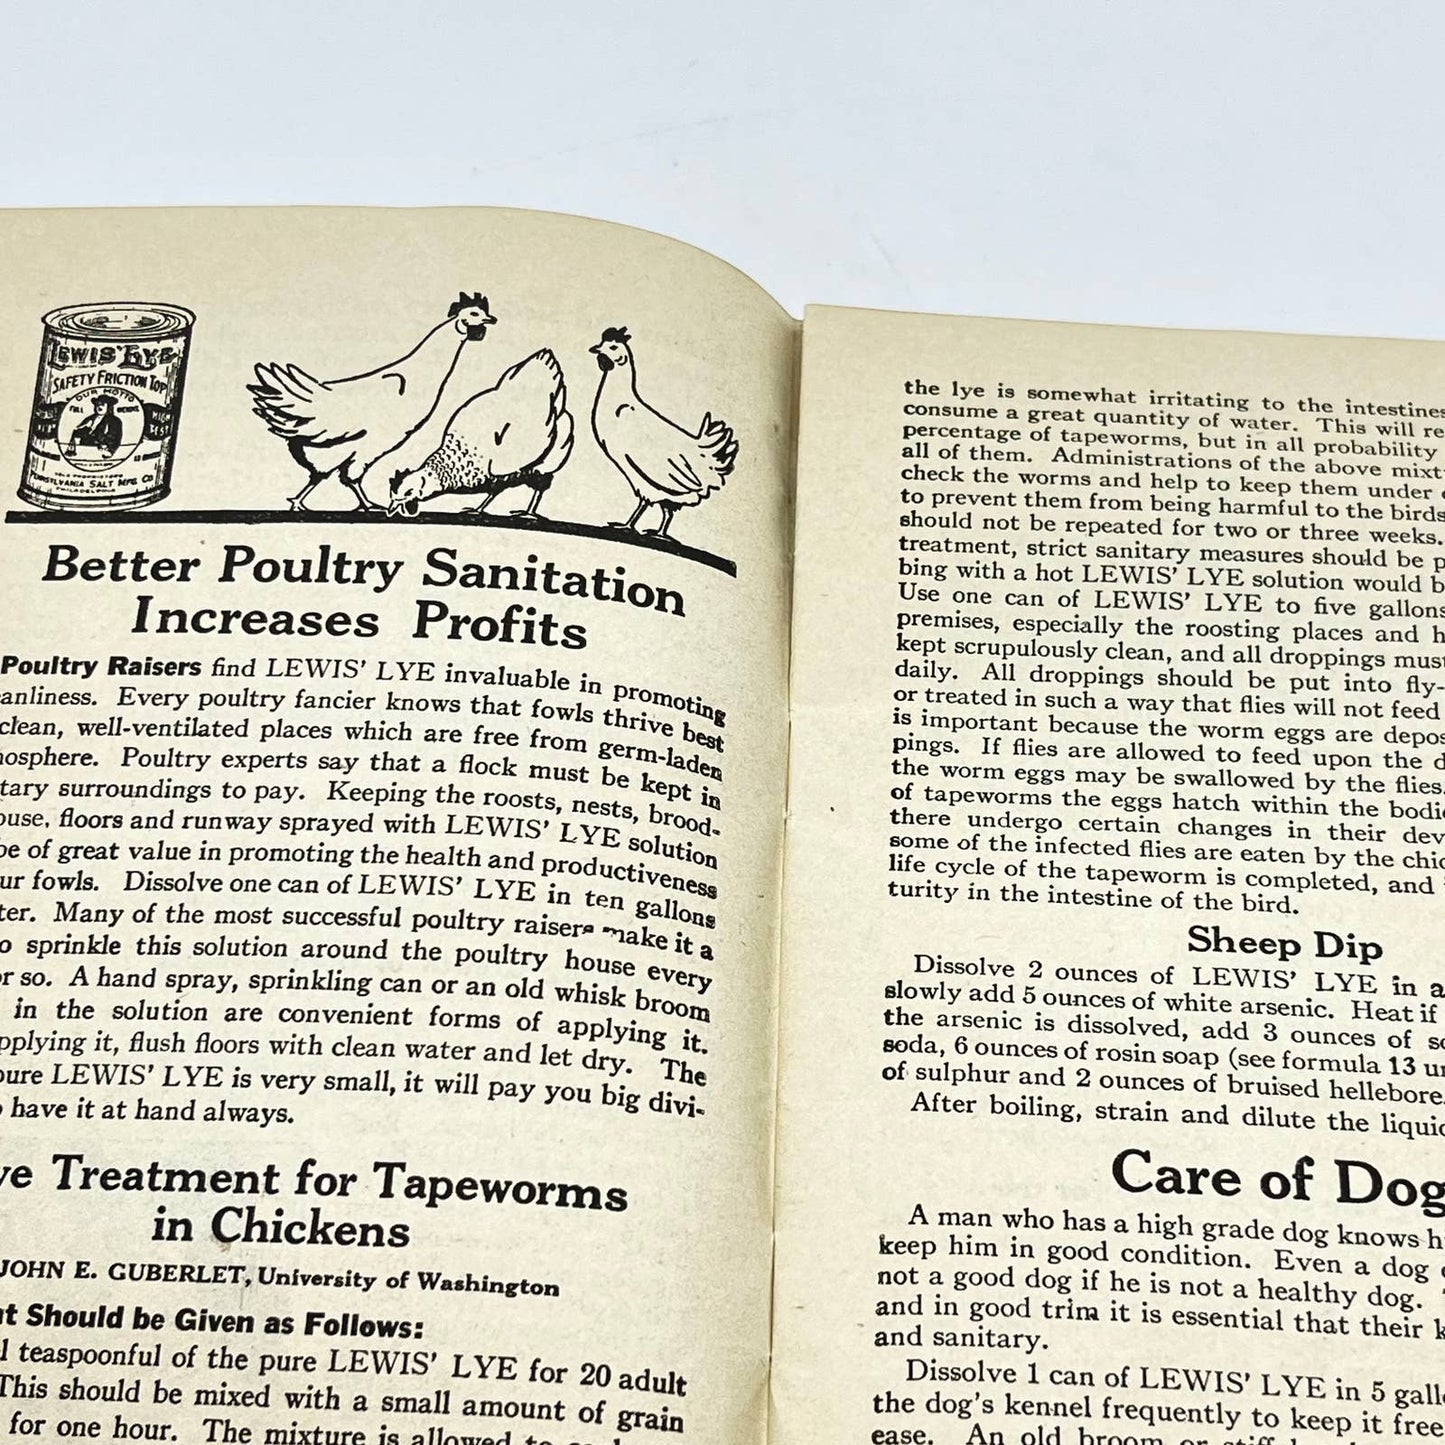 LEWIS' LYE
SAFETY FRICTION TOP
OUR MOTTO
FULL WEIGHT
HIGH
TEST
PENNSYLVANIA SALT MFG. CO.
PHILADELPHIA
Better Poultry Sanitation
Increases Profits
Poultry Raisers find LEWIS' LYE invaluable in promoting
eanliness. Every poultry fancier knows that fowls thrive best
clean, well-ventilated places which are free from germ-laden
nosphere. Poultry experts say that a flock must be kept in
tary surroundings to pay. Keeping the roosts, nests, brood-
ouse, floors and runway sprayed with LEWIS' LYE solution
be of great value in promoting the health and productiveness
ur fowls. Dissolve one can of LEWIS' LYE in ten gallons
ter. Many of the most successful poultry raisers make it a
o sprinkle this solution around the poultry house every
or so. A hand spray, sprinkling can or an old whisk broom
in the solution are convenient forms of applying it.
pplying it, flush floors with clean water and let dry. The
pure LEWIS' LYE is very small, it will pay you big divi-
o have it at hand always.
ye Treatment for Tapeworms
in Chickens
JOHN E. GUBERLET, University of Washington
t Should be Given as Follows:
l teaspoonful of the pure LEWIS' LYE for 20 adult
This should be mixed with a small amount of grain
for one hour. The mixture is allowed to
the lye is somewhat irritating to the intestines
consume a great quantity of water. This will re
percentage of tapeworms, but in all probability
all of them. Administrations of the above mixt
check the worms and help to keep them under
to prevent them from being harmful to the birds
should not be repeated for two or three weeks.
treatment, strict sanitary measures should be p
bing with a hot LEWIS' LYE solution would b
Use one can of LEWIS' LYE to five gallons
premises, especially the roosting places and h
kept scrupulously clean, and all droppings must
daily. All droppings should be put into fly-
or treated in such a way that flies will not feed
is important because the worm eggs are depos
pings. If flies are allowed to feed upon the d
the worm eggs may be swallowed by the flies.
of tapeworms the eggs hatch within the bodie
there undergo certain changes in their dev
some of the infected flies are eaten by the chic
life cycle of the tapeworm is completed, and
turity in the intestine of the bird.
Sheep Dip
Dissolve 2 ounces of LEWIS' LYE in a
slowly add 5 ounces of white arsenic. Heat if
the arsenic is dissolved, add 3 ounces of so
soda, 6 ounces of rosin soap (see formula 13 un
of sulphur and 2 ounces of bruised hellebore.
After boiling, strain and dilute the liquid
Care of Dog
A man who has a high grade dog knows h
keep him in good condition. Even a dog
not a good dog if he is not a healthy dog.
and in good trim it is essential that their k
and sanitary.
Dissolve 1 can of LEWIS' LYE in 5 gallo
the dog's kennel frequently to keep it free
ease. An old broom or stiff